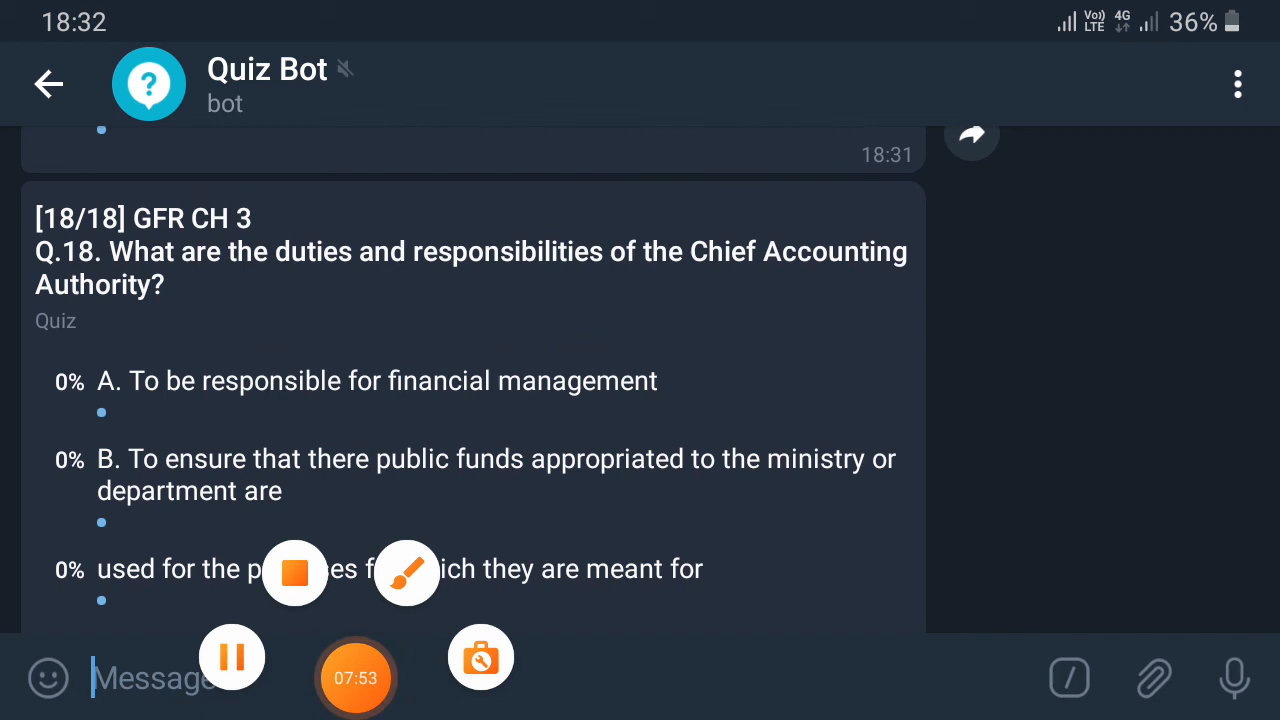 18:32
Vo)) LTE 4G 36%
Quiz Bot
bot
18:31
[18/18] GFR CH 3
Q.18. What are the duties and responsibilities of the Chief Accounting
Authority?
Quiz
0% A. To be responsible for financial management
0% B. To ensure that there public funds appropriated to the ministry or
department are
0% used for the they are meant for
Message
07:53